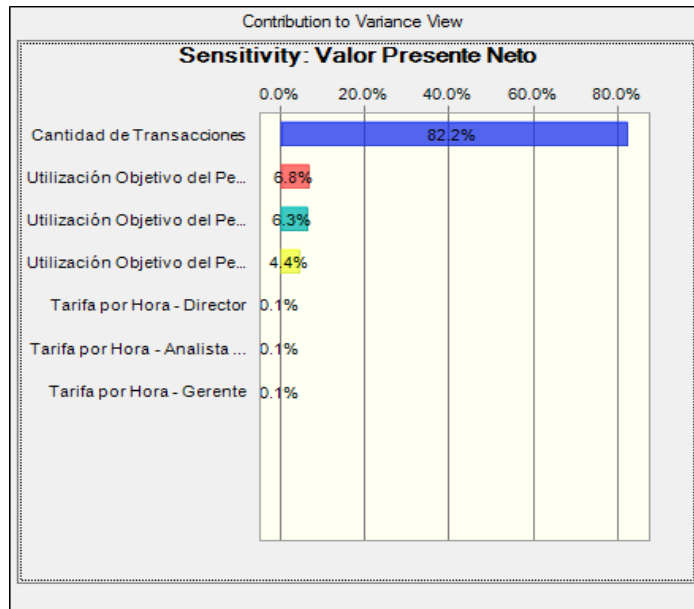 Contribution to Variance View
Sensitivity: Valor Presente Neto
0.0% 20.0% 40.0% 60.0% 80.0%
Cantidad de Transacciones 82.2%
Utilización Objetivo del Pe... 6.8%
Utilización Objetivo del Pe... 6.3%
Utilización Objetivo del Pe... 4.4%
Tarifa por Hora - Director 0.1%
Tarifa por Hora - Analista ... 0.1%
Tarifa por Hora - Gerente 0.1%